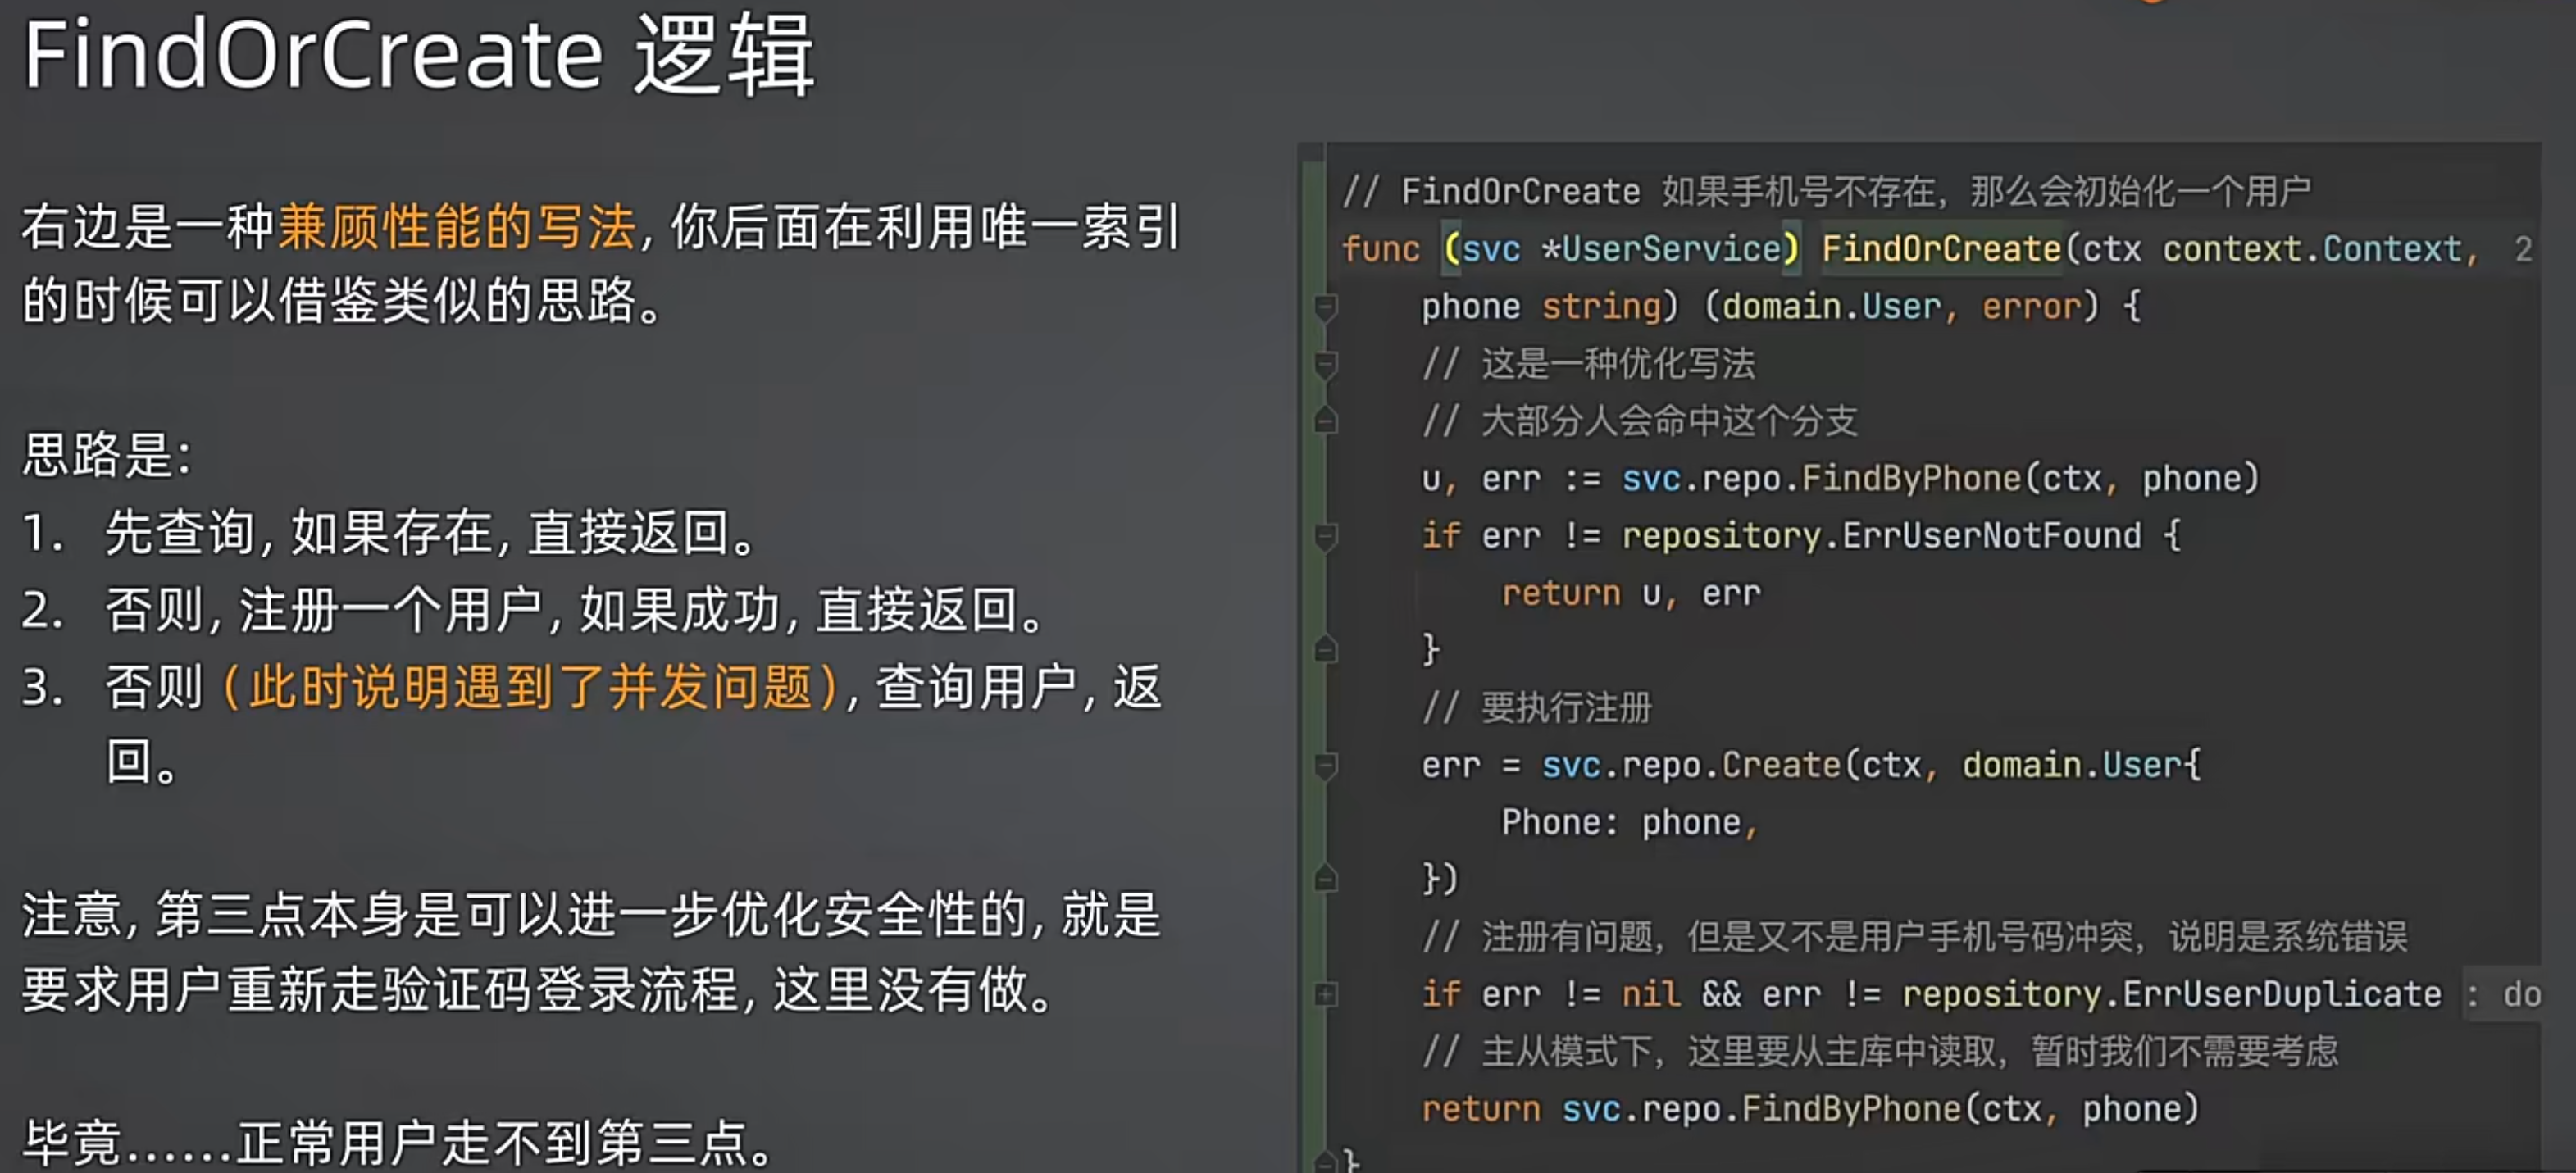 FindOrCreate 逻辑
右边是一种兼顾性能的写法, 你后面在利用唯一索引
的时候可以借鉴类似的思路。
思路是:
1. 先查询, 如果存在, 直接返回。
2. 否则, 注册一个用户, 如果成功, 直接返回。
3. 否则 (此时说明遇到了并发问题), 查询用户, 返
回。
注意, 第三点本身是可以进一步优化安全性的, 就是
要求用户重新走验证码登录流程, 这里没有做。
毕竟......正常用户走不到第三点。
// FindOrCreate 如果手机号不存在，那么会初始化一个用户
func (svc *UserService) FindOrCreate(ctx context.Context, 2
phone string) (domain.User, error) {
// 这是一种优化写法
// 大部分人会命中这个分支
u, err := svc.repo.FindByPhone(ctx, phone)
if err != repository.ErrUserNotFound {
return u, err
}
// 要执行注册
err = svc.repo.Create(ctx, domain.User{
Phone: phone,
})
// 注册有问题，但是又不是用户手机号码冲突，说明是系统错误
if err != nil && err != repository.ErrUserDuplicate : do
// 主从模式下，这里要从主库中读取，暂时我们不需要考虑
return svc.repo.FindByPhone(ctx, phone)
}